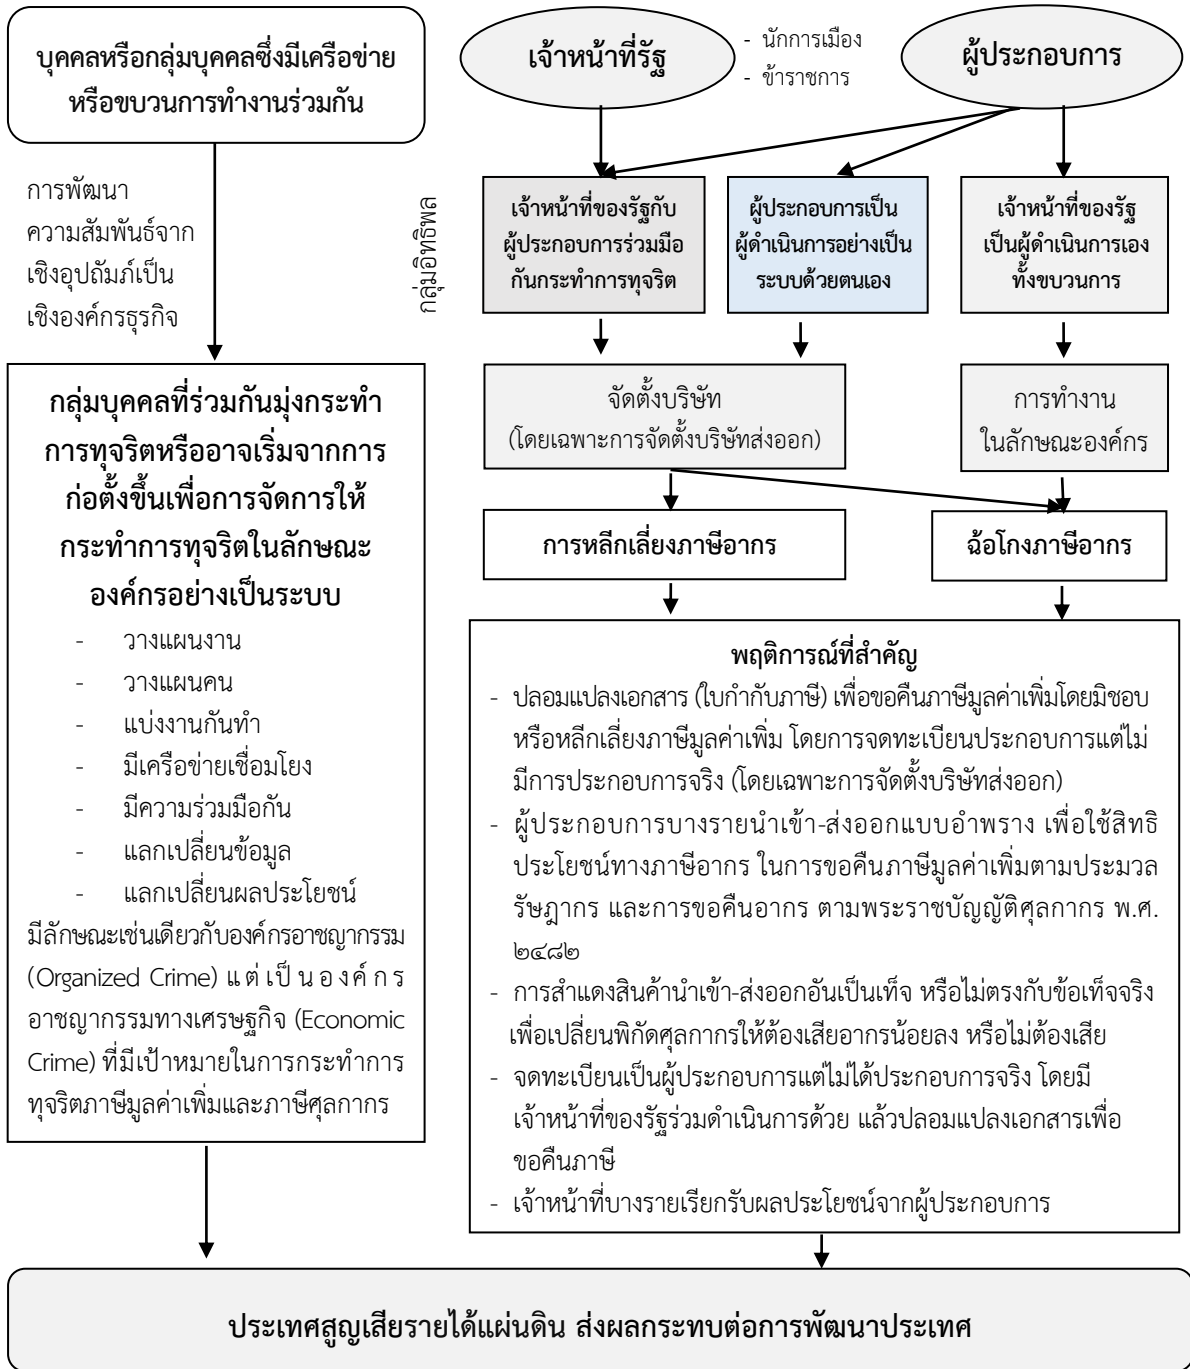 บุคคลหรือกลุ่มบุคคลซึ่งมีเครือข่าย
หรือขบวนการทำงานร่วมกัน
เจ้าหน้าที่รัฐ
- นักการเมือง
- ข้าราชการ
ผู้ประกอบการ
การพัฒนา
ความสัมพันธ์จาก
เชิงอุปถัมภ์เป็น
เชิงองค์กรธุรกิจ
กลุ่มอิทธิพล
เจ้าหน้าที่ของรัฐกับ
ผู้ประกอบการร่วมมือ
กันกระทำการทุจริต
ผู้ประกอบการเป็น
ผู้ดำเนินการอย่างเป็น
ระบบด้วยตนเอง
เจ้าหน้าที่ของรัฐ
เป็นผู้ดำเนินการเอง
ทั้งขบวนการ
กลุ่มบุคคลที่ร่วมกันมุ่งกระทำ
การทุจริตหรืออาจเริ่มจากการ
ก่อตั้งขึ้นเพื่อการจัดการให้
กระทำการทุจริตในลักษณะ
องค์กรอย่างเป็นระบบ
- วางแผนงาน
- วางแผนคน
- แบ่งงานกันทำ
- มีเครือข่ายเชื่อมโยง
- มีความร่วมมือกัน
- แลกเปลี่ยนข้อมูล
- แลกเปลี่ยนผลประโยชน์
มีลักษณะเช่นเดียวกับองค์กรอาชญากรรม
(Organized Crime) แต่เป็นองค์กร
อาชญากรรมทางเศรษฐกิจ (Economic
Crime) ที่มีเป้าหมายในการกระทำการ
ทุจริตภาษีมูลค่าเพิ่มและภาษีศุลกากร
จัดตั้งบริษัท
(โดยเฉพาะการจัดตั้งบริษัทส่งออก)
การทำงาน
ในลักษณะองค์กร
การหลีกเลี่ยงภาษีอากร
ฉ้อโกงภาษีอากร
พฤติการณ์ที่สำคัญ
- ปลอมแปลงเอกสาร (ใบกำกับภาษี) เพื่อขอคืนภาษีมูลค่าเพิ่มโดยมิชอบ
หรือหลีกเลี่ยงภาษีมูลค่าเพิ่ม โดยการจดทะเบียนประกอบการแต่ไม่
มีการประกอบการจริง (โดยเฉพาะการจัดตั้งบริษัทส่งออก)
- ผู้ประกอบการบางรายนำเข้า-ส่งออกแบบอำพราง เพื่อใช้สิทธิ
ประโยชน์ทางภาษีอากร ในการขอคืนภาษีมูลค่าเพิ่มตามประมวล
รัษฎากร และการขอคืนอากร ตามพระราชบัญญัติศุลกากร พ.ศ.
๒๔๘๒
- การสำแดงสินค้านำเข้า-ส่งออกอันเป็นเท็จ หรือไม่ตรงกับข้อเท็จจริง
เพื่อเปลี่ยนพิกัดศุลกากรให้ต้องเสียอากรน้อยลง หรือไม่ต้องเสีย
- จดทะเบียนเป็นผู้ประกอบการแต่ไม่ได้ประกอบการจริง โดยมี
เจ้าหน้าที่ของรัฐร่วมดำเนินการด้วย แล้วปลอมแปลงเอกสารเพื่อ
ขอคืนภาษี
- เจ้าหน้าที่บางรายเรียกรับผลประโยชน์จากผู้ประกอบการ
ประเทศสูญเสียรายได้แผ่นดิน ส่งผลกระทบต่อการพัฒนาประเทศ